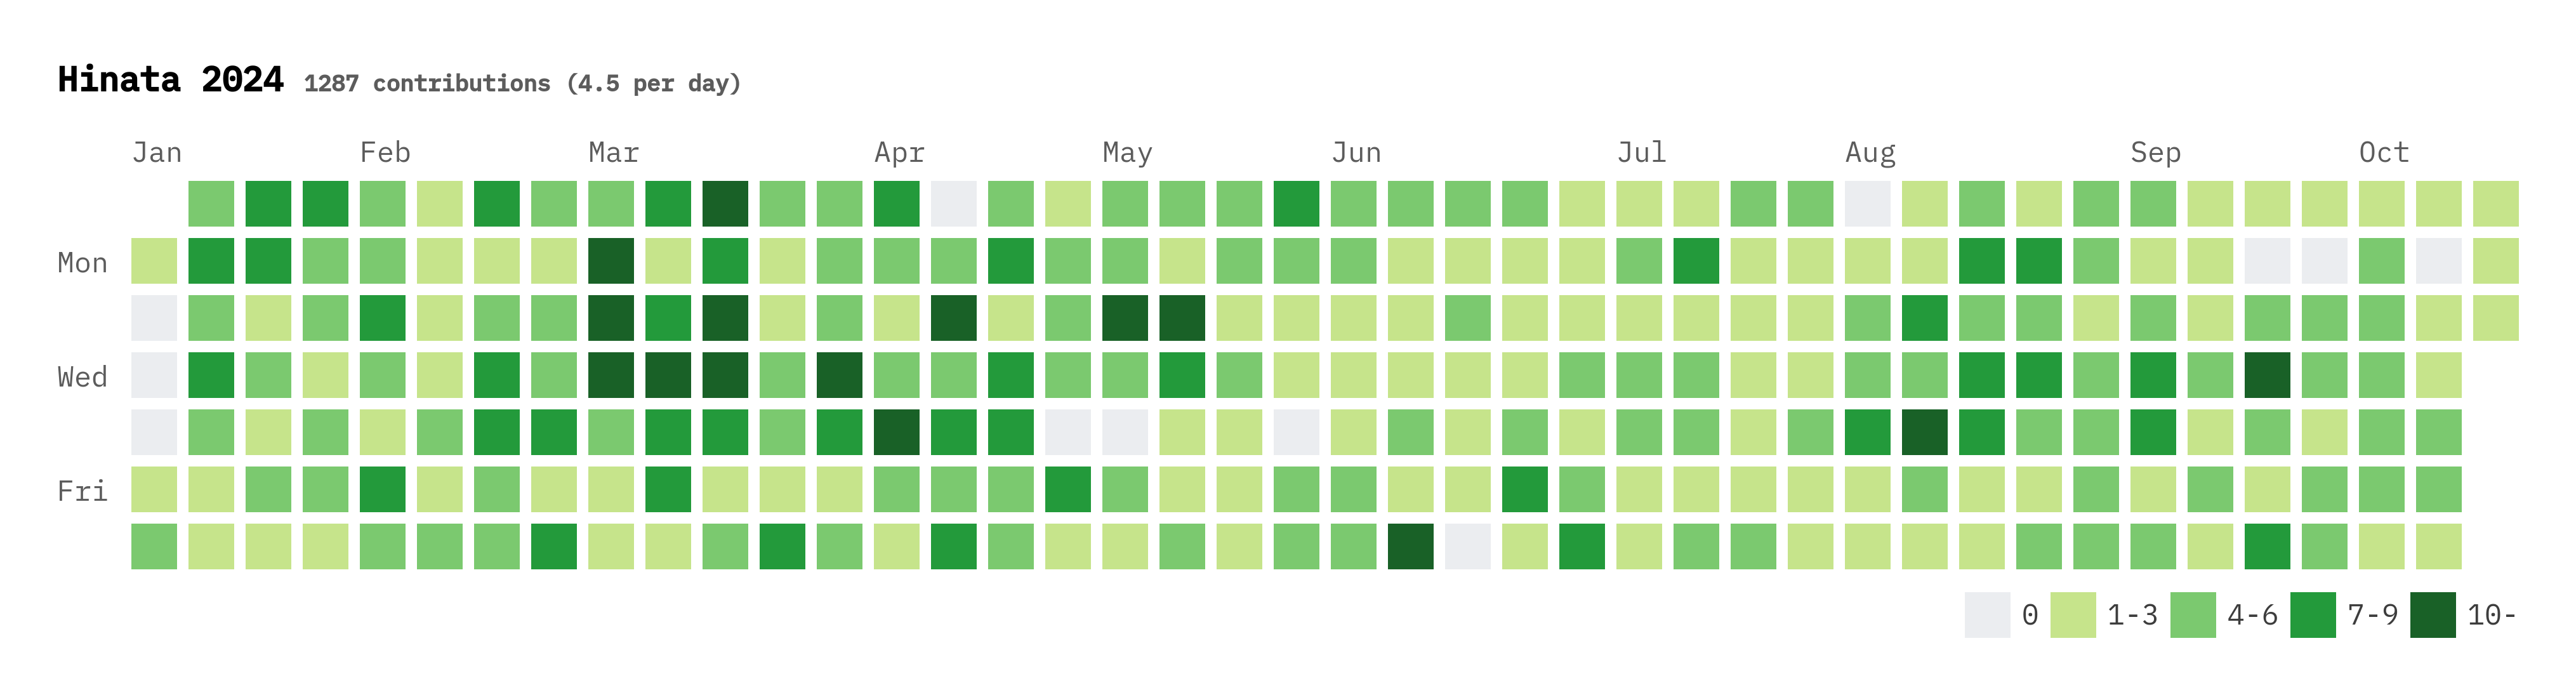 Hinata 2024 1287 contributions (4.5 per day)
Jan Feb Mar Apr May Jun Jul Aug Sep Oct
Mon
Wed
Fri
0 1-3 4-6 7-9 10-